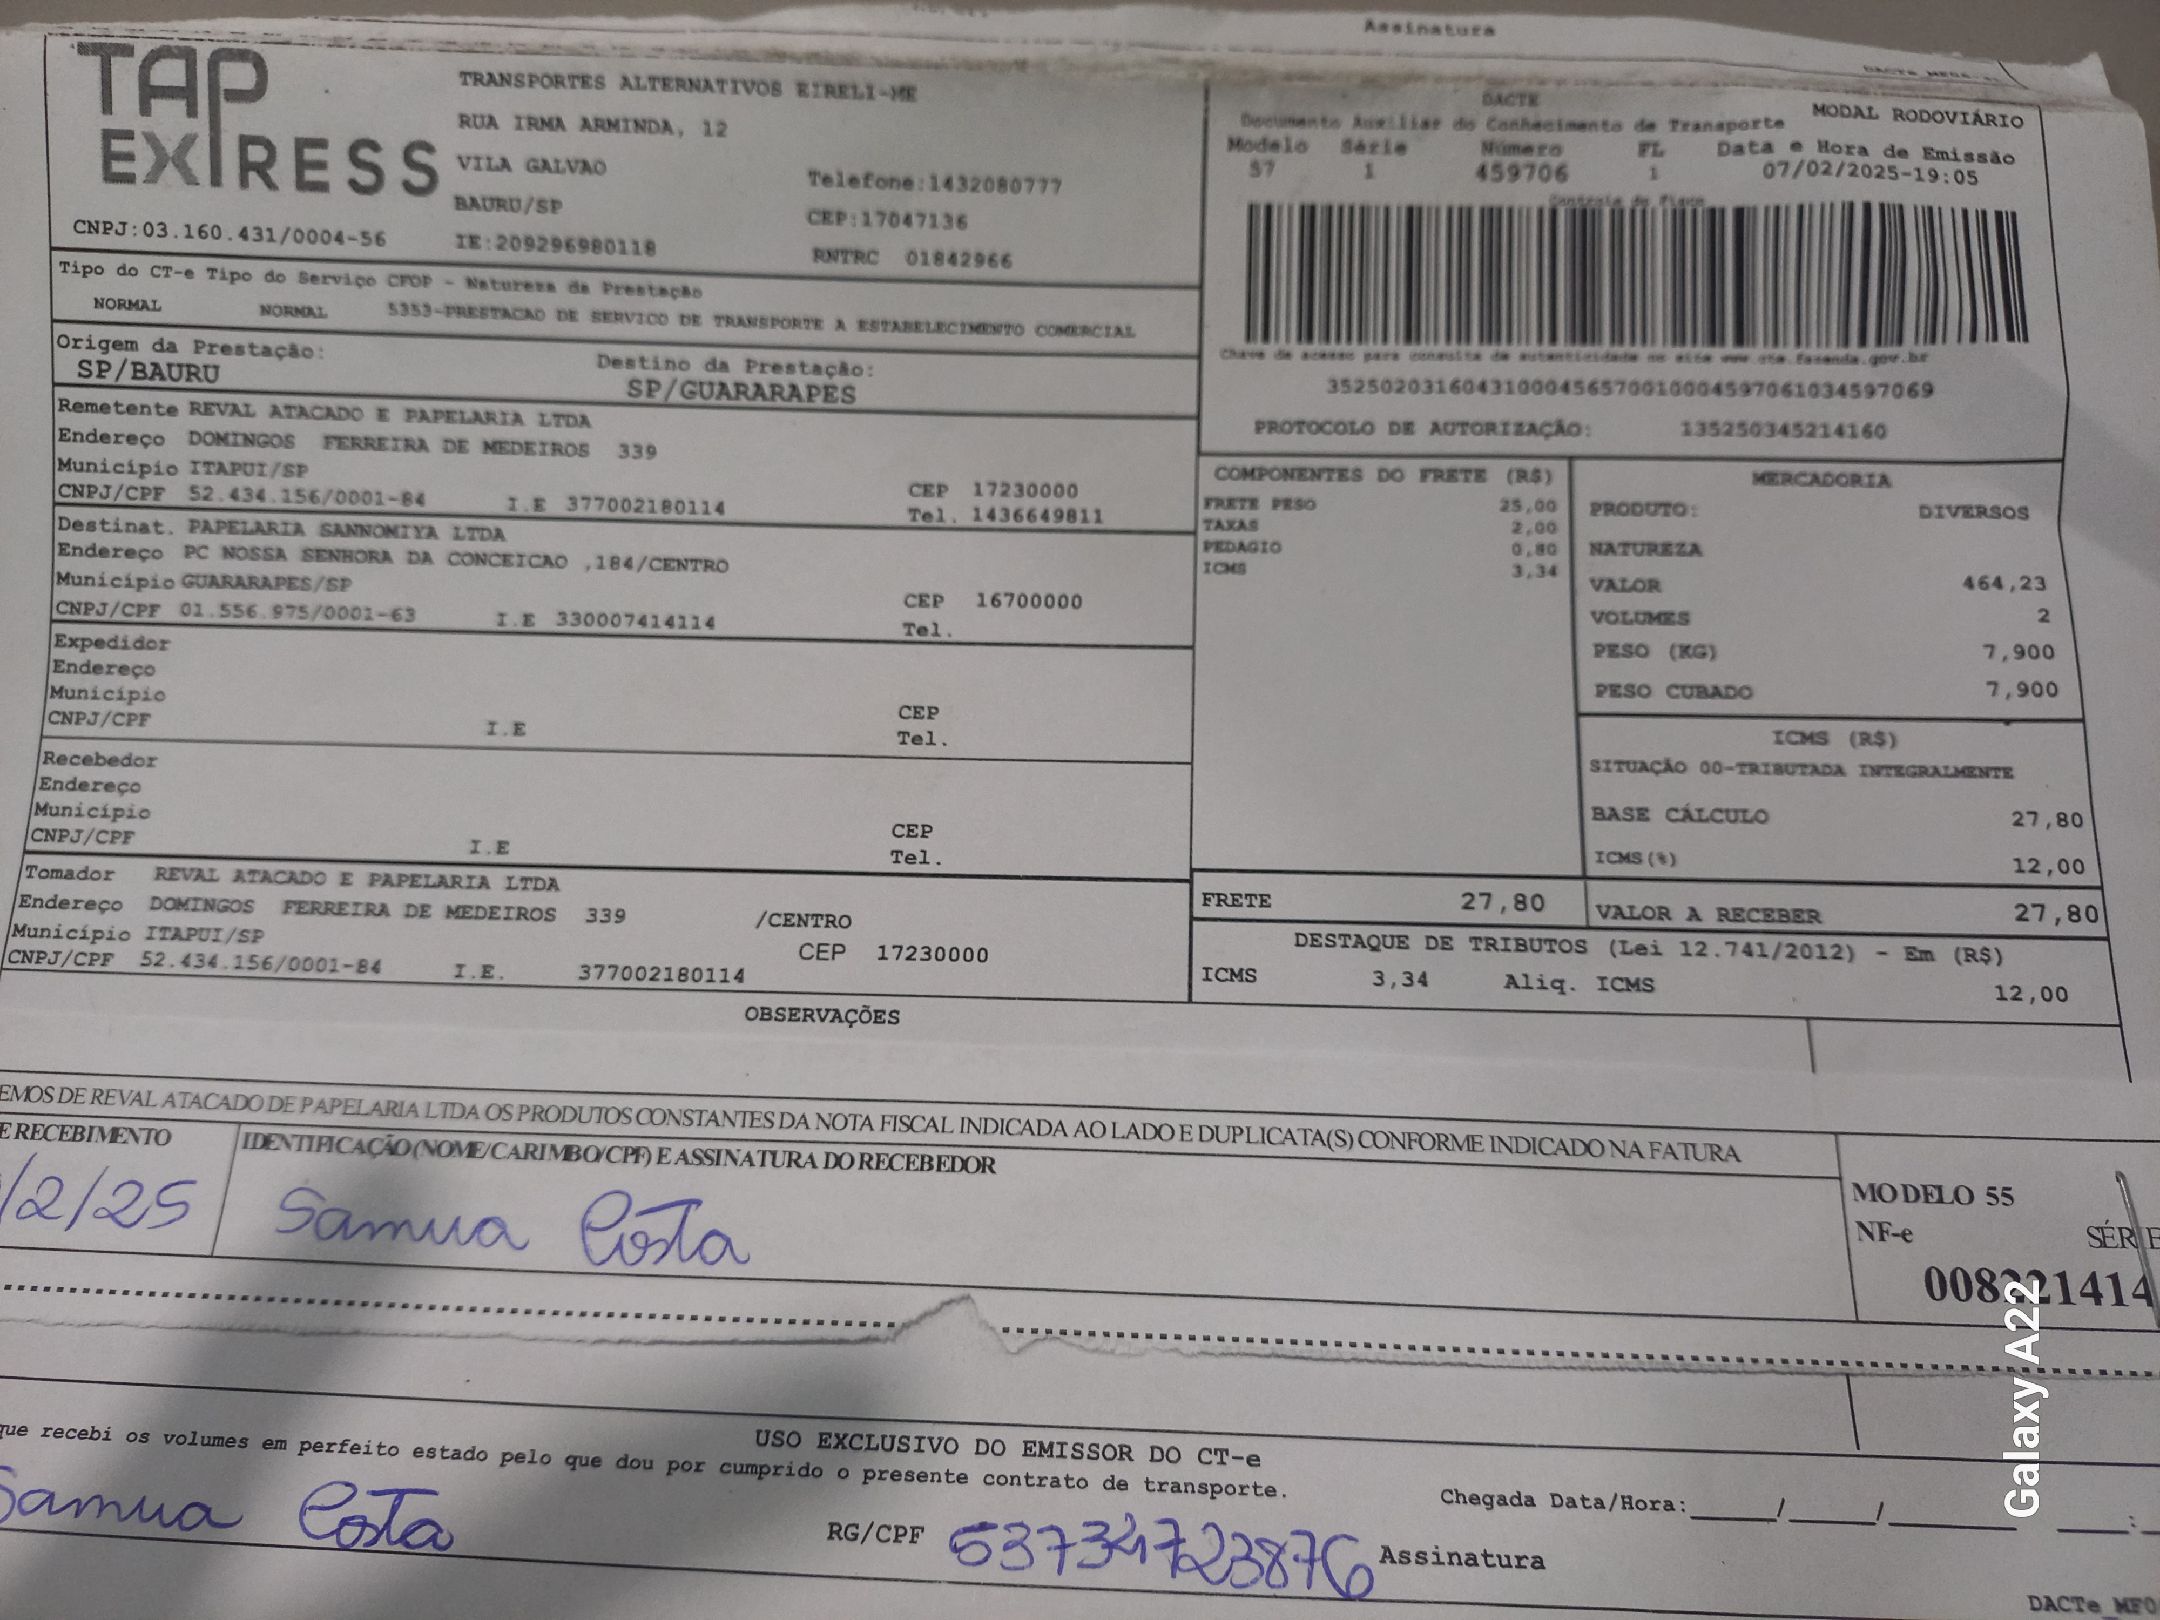 Assinatura
TAP EXPRESS
TRANSPORTES ALTERNATIVOS EIRELI-ME
RUA IRMA ARMINDA, 12
VILA GALVAO
Telefone:1432080777
BAURU/SP
CEP:17047136
CNPJ:03.160.431/0004-56
IE:209296980118
RNTRC 01842966
DACTE
MODAL RODOVIÁRIO
Documento Auxiliar do Conhecimento de Transporte
Modelo Série Número FL Data e Hora de Emissão
57 1 459706 1 07/02/2025-19:05
Controle do Fisco
Chave de acesso para consulta de autenticidade no site www.cte.fazenda.gov.br
35250203160431000456570010004597061034597069
PROTOCOLO DE AUTORIZAÇÃO: 135250345214160
Tipo do CT-e Tipo do Serviço CFOP - Natureza da Prestação
NORMAL NORMAL 5353-PRESTACAO DE SERVICO DE TRANSPORTE A ESTABELECIMENTO COMERCIAL
Origem da Prestação: Destino da Prestação:
SP/BAURU SP/GUARARAPES
Remetente REVAL ATACADO E PAPELARIA LTDA
Endereço DOMINGOS FERREIRA DE MEDEIROS 339
Município ITAPUI/SP CEP 17230000
CNPJ/CPF 52.434.156/0001-84 I.E 377002180114 Tel. 1436649811
Destinat. PAPELARIA SANNOMIYA LTDA
Endereço PC NOSSA SENHORA DA CONCEICAO ,184/CENTRO
Município GUARARAPES/SP CEP 16700000
CNPJ/CPF 01.556.975/0001-63 I.E 330007414114 Tel.
Expedidor
Endereço
Município CEP
CNPJ/CPF I.E Tel.
Recebedor
Endereço
Município CEP
CNPJ/CPF I.E Tel.
Tomador REVAL ATACADO E PAPELARIA LTDA
Endereço DOMINGOS FERREIRA DE MEDEIROS 339 /CENTRO
Município ITAPUI/SP CEP 17230000
CNPJ/CPF 52.434.156/0001-84 I.E. 377002180114
COMPONENTES DO FRETE (R$)
FRETE PESO 25,00
TAXAS 2,00
PEDAGIO 0,80
ICMS 3,34
MERCADORIA
PRODUTO: DIVERSOS
NATUREZA
VALOR 464,23
VOLUMES 2
PESO (KG) 7,900
PESO CUBADO 7,900
ICMS (R$)
SITUAÇÃO 00-TRIBUTADA INTEGRALMENTE
BASE CÁLCULO 27,80
ICMS(%) 12,00
FRETE 27,80 VALOR A RECEBER 27,80
DESTAQUE DE TRIBUTOS (Lei 12.741/2012) - Em (R$)
ICMS 3,34 Aliq. ICMS 12,00
OBSERVAÇÕES
EMOS DE REVAL ATACADO DE PAPELARIA LTDA OS PRODUTOS CONSTANTES DA NOTA FISCAL INDICADA AO LADO E DUPLICATA(S) CONFORME INDICADO NA FATURA
E RECEBIMENTO IDENTIFICAÇÃO (NOME/CARIMBO/CPF) E ASSINATURA DO RECEBEDOR
/2/25 Samua Costa
MODELO 55
NF-e SÉRIE
008221414
USO EXCLUSIVO DO EMISSOR DO CT-e
que recebi os volumes em perfeito estado pelo que dou por cumprido o presente contrato de transporte.
Samua Costa
RG/CPF 53734723876
Chegada Data/Hora:____/____/____ ___:
Assinatura
DACTe
Galaxy A22